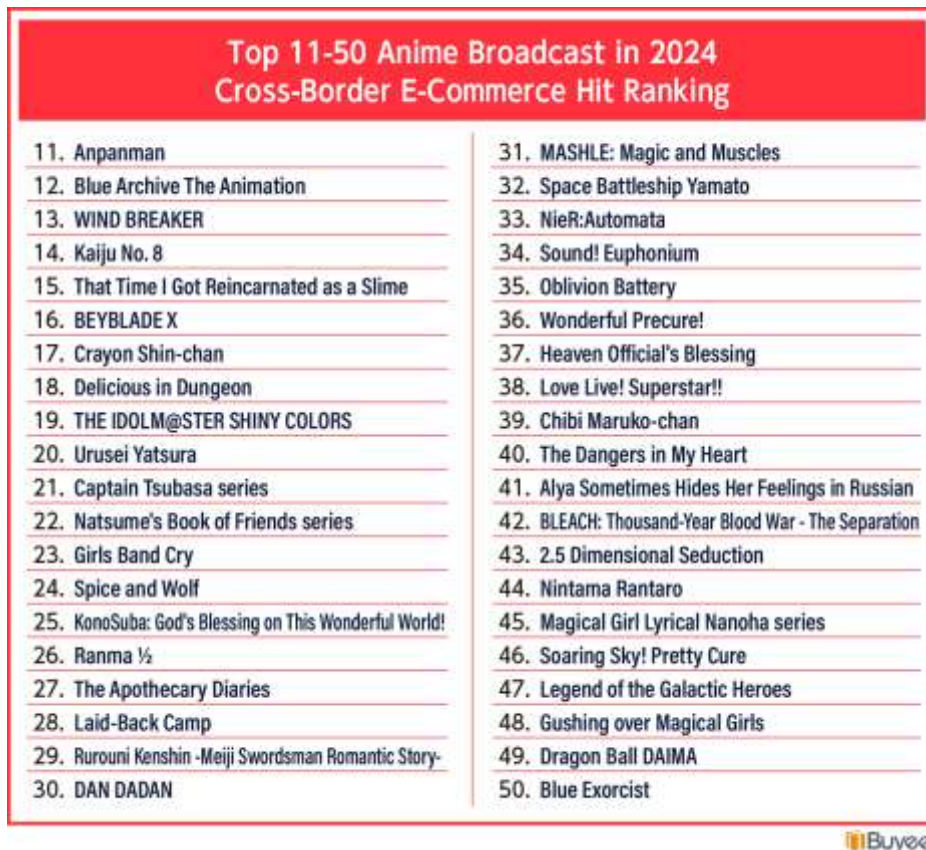 Top 11-50 Anime Broadcast in 2024
Cross-Border E-Commerce Hit Ranking
11. Anpanman
12. Blue Archive The Animation
13. WIND BREAKER
14. Kaiju No. 8
15. That Time I Got Reincarnated as a Slime
16. BEYBLADE X
17. Crayon Shin-chan
18. Delicious in Dungeon
19. THE IDOLM@STER SHINY COLORS
20. Urusei Yatsura
21. Captain Tsubasa series
22. Natsume's Book of Friends series
23. Girls Band Cry
24. Spice and Wolf
25. KonoSuba: God's Blessing on This Wonderful World!
26. Ranma ½
27. The Apothecary Diaries
28. Laid-Back Camp
29. Rurouni Kenshin -Meiji Swordsman Romantic Story-
30. DAN DADAN
31. MASHLE: Magic and Muscles
32. Space Battleship Yamato
33. NieR:Automata
34. Sound! Euphonium
35. Oblivion Battery
36. Wonderful Precure!
37. Heaven Official's Blessing
38. Love Live! Superstar!!
39. Chibi Maruko-chan
40. The Dangers in My Heart
41. Alya Sometimes Hides Her Feelings in Russian
42. BLEACH: Thousand-Year Blood War - The Separation
43. 2.5 Dimensional Seduction
44. Nintama Rantaro
45. Magical Girl Lyrical Nanoha series
46. Soaring Sky! Pretty Cure
47. Legend of the Galactic Heroes
48. Gushing over Magical Girls
49. Dragon Ball DAIMA
50. Blue Exorcist
Buyee